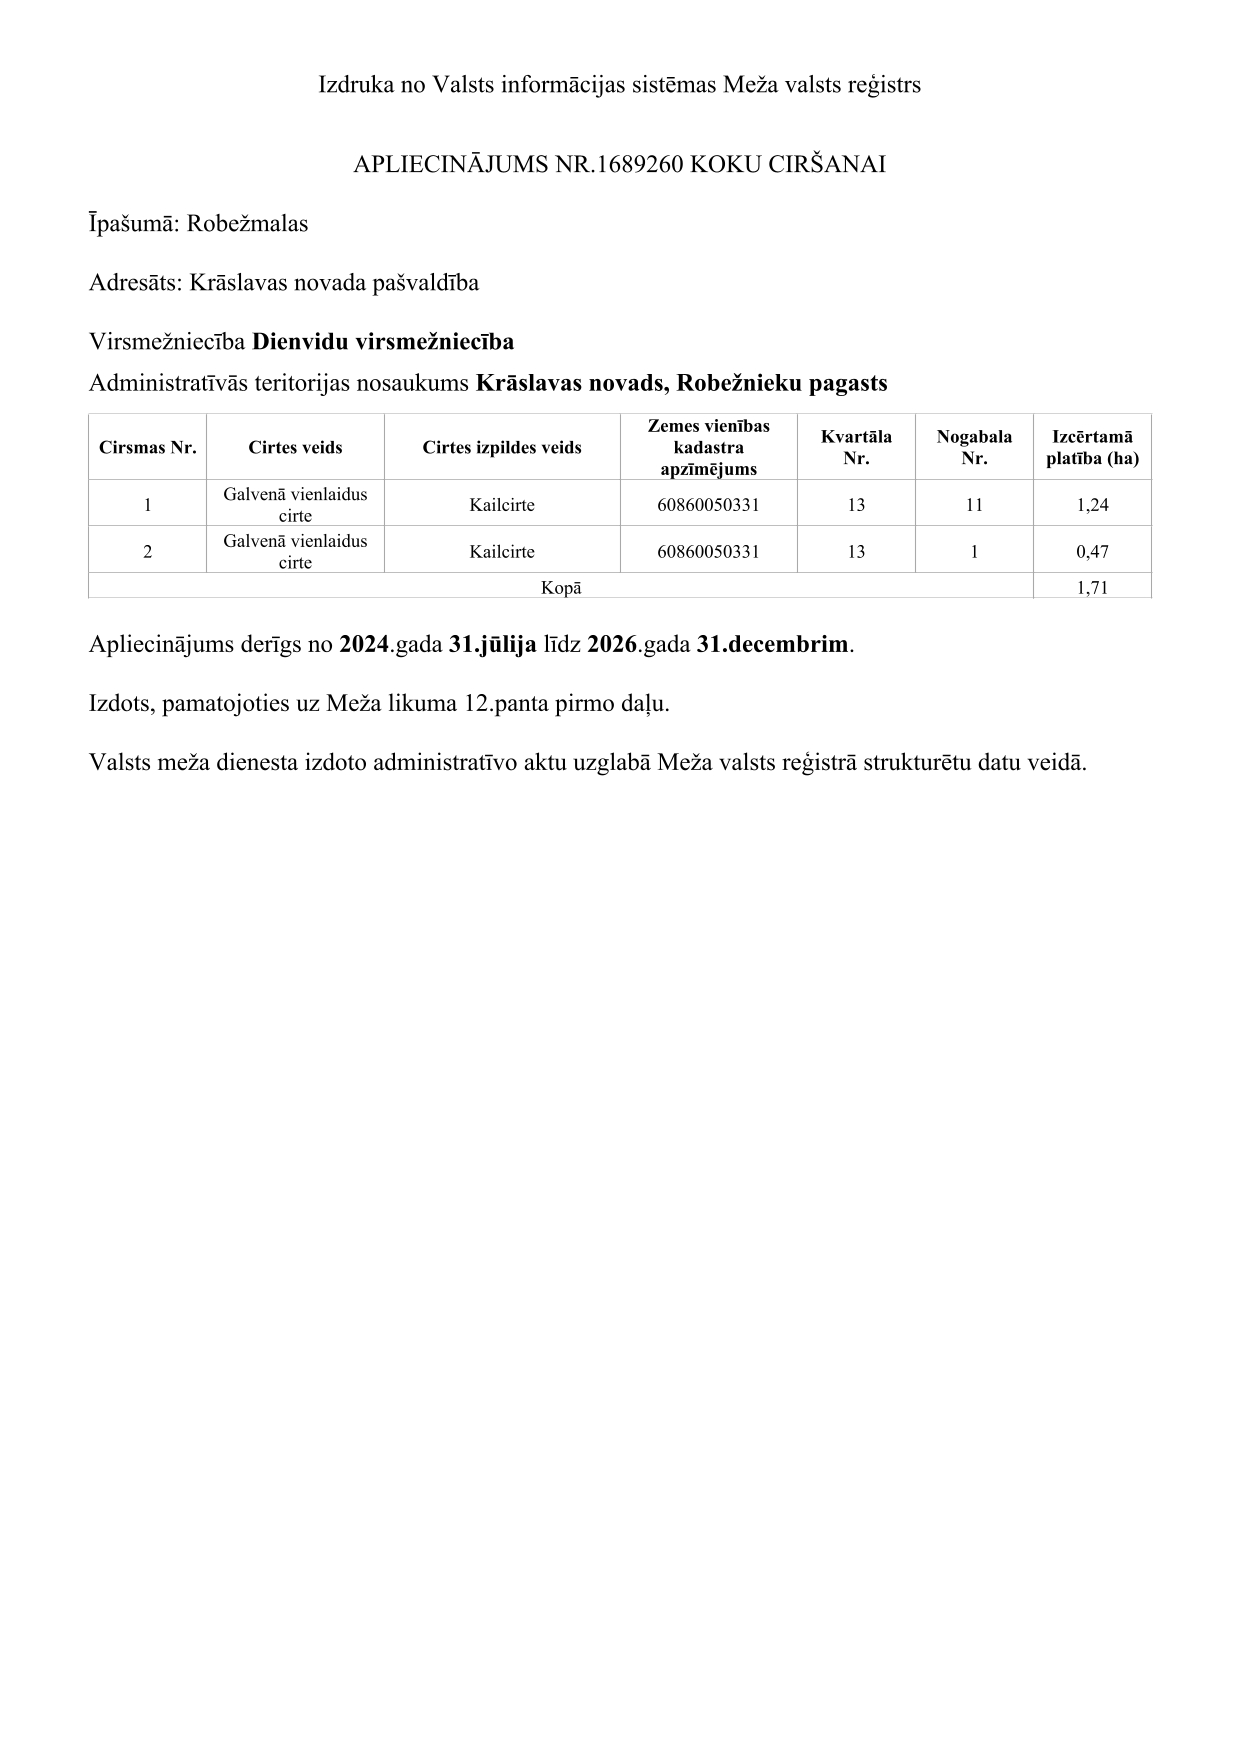 Izdruka no Valsts informācijas sistēmas Meža valsts reģistrs
APLIECINĀJUMS NR.1689260 KOKU CIRŠANAI
Īpašumā: Robežmalas
Adresāts: Krāslavas novada pašvaldība
Virsmežniecība Dienvidu virsmežniecība
Administratīvās teritorijas nosaukums Krāslavas novads, Robežnieku pagasts
Cirsmas Nr. Cirtes veids Cirtes izpildes veids Zemes vienības kadastra apzīmējums Kvartāla Nr. Nogabala Nr. Izcērtamā platība (ha)
1 Galvenā vienlaidus cirte Kailcirte 60860050331 13 11 1,24
2 Galvenā vienlaidus cirte Kailcirte 60860050331 13 1 0,47
Kopā 1,71
Apliecinājums derīgs no 2024.gada 31.jūlija līdz 2026.gada 31.decembrim.
Izdots, pamatojoties uz Meža likuma 12.panta pirmo daļu.
Valsts meža dienesta izdoto administratīvo aktu uzglabā Meža valsts reģistrā strukturētu datu veidā.